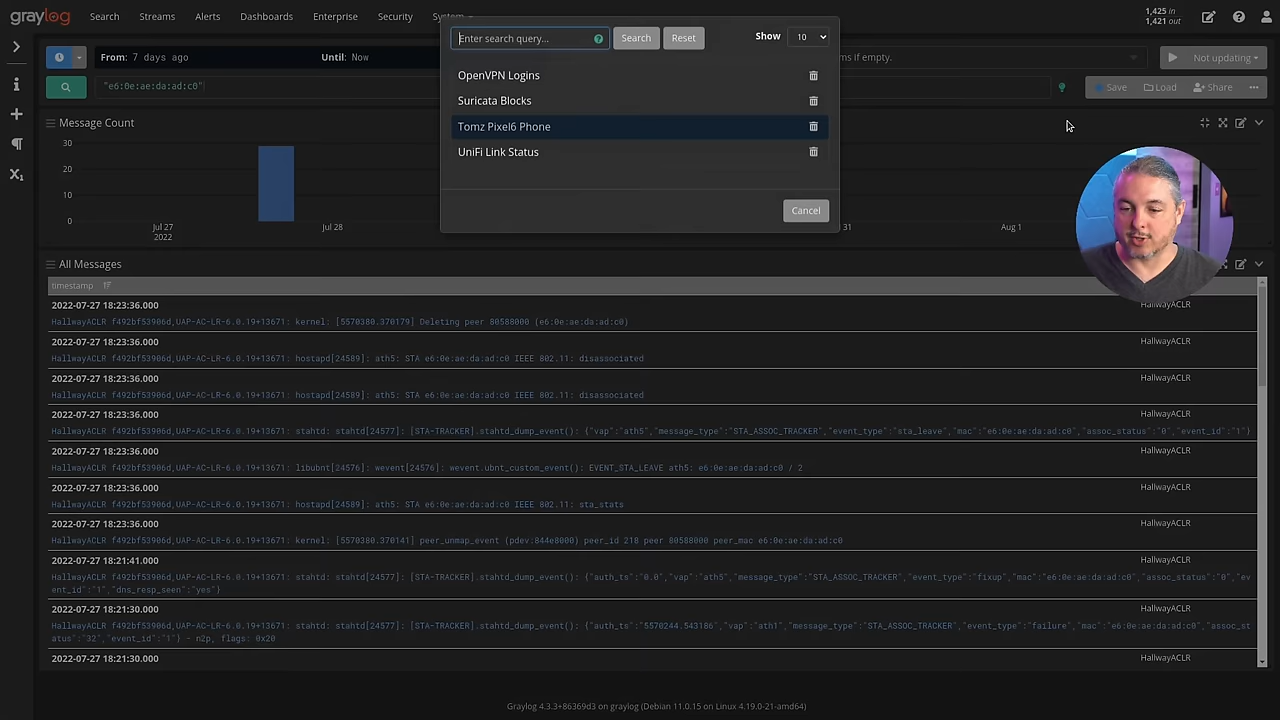 graylog Search Streams Alerts Dashboards Enterprise Security System
1,425 in
1,421 out
Enter search query... Search Reset Show 10
From: 7 days ago Until: Now
ms if empty. Not updating
"e6:0e:ae:da:ad:c0" Save Load Share
OpenVPN Logins
Suricata Blocks
Tomz Pixel6 Phone
UniFi Link Status
Cancel
Message Count
30
20
10
0
Jul 27
2022
Jul 28
31
Aug 1
All Messages
timestamp
2022-07-27 18:23:36.000 HallwayACLR
HallwayACLR f492bf53906d,UAP-AC-LR-6.0.19+13671: kernel: [5570380.370179] Deleting peer 80588000 (e6:0e:ae:da:ad:c0)
2022-07-27 18:23:36.000 HallwayACLR
HallwayACLR f492bf53906d,UAP-AC-LR-6.0.19+13671: hostapd[24589]: ath5: STA e6:0e:ae:da:ad:c0 IEEE 802.11: disassociated
2022-07-27 18:23:36.000 HallwayACLR
HallwayACLR f492bf53906d,UAP-AC-LR-6.0.19+13671: hostapd[24589]: ath5: STA e6:0e:ae:da:ad:c0 IEEE 802.11: disassociated
2022-07-27 18:23:36.000 HallwayACLR
HallwayACLR f492bf53906d,UAP-AC-LR-6.0.19+13671: stahtd: stahtd[24577]: [STA-TRACKER].stahtd_dump_event(): {"vap":"ath5","message_type":"STA_ASSOC_TRACKER","event_type":"sta_leave","mac":"e6:0e:ae:da:ad:c0","assoc_status":"0","event_id":"1"}
2022-07-27 18:23:36.000 HallwayACLR
HallwayACLR f492bf53906d,UAP-AC-LR-6.0.19+13671: libubnt[24576]: wevent[24576]: wevent.ubnt_custom_event(): EVENT_STA_LEAVE ath5: e6:0e:ae:da:ad:c0 / 2
2022-07-27 18:23:36.000 HallwayACLR
HallwayACLR f492bf53906d,UAP-AC-LR-6.0.19+13671: hostapd[24589]: ath5: STA e6:0e:ae:da:ad:c0 IEEE 802.11: sta_stats
2022-07-27 18:23:36.000 HallwayACLR
HallwayACLR f492bf53906d,UAP-AC-LR-6.0.19+13671: kernel: [5570380.370141] peer_unmap_event (pdev:844e8000) peer_id 218 peer 80588000 peer_mac e6:0e:ae:da:ad:c0
2022-07-27 18:21:41.000 HallwayACLR
HallwayACLR f492bf53906d,UAP-AC-LR-6.0.19+13671: stahtd: stahtd[24577]: [STA-TRACKER].stahtd_dump_event(): {"auth_ts":"0.0","vap":"ath5","message_type":"STA_ASSOC_TRACKER","event_type":"fixup","mac":"e6:0e:ae:da:ad:c0","assoc_status":"0","ev
ent_id":"1","dns_resp_seen":"yes"}
2022-07-27 18:21:30.000 HallwayACLR
HallwayACLR f492bf53906d,UAP-AC-LR-6.0.19+13671: stahtd: stahtd[24577]: [STA-TRACKER].stahtd_dump_event(): {"auth_ts":"5570244.543186","vap":"ath1","message_type":"STA_ASSOC_TRACKER","event_type":"failure","mac":"e6:0e:ae:da:ad:c0","assoc_s
tatus":"32","event_id":"1"} - n2p, flags: 0x20
2022-07-27 18:21:30.000 HallwayACLR
Graylog 4.3.3+86369d3 on graylog (Debian 11.0.15 on Linux 4.19.0-21-amd64)